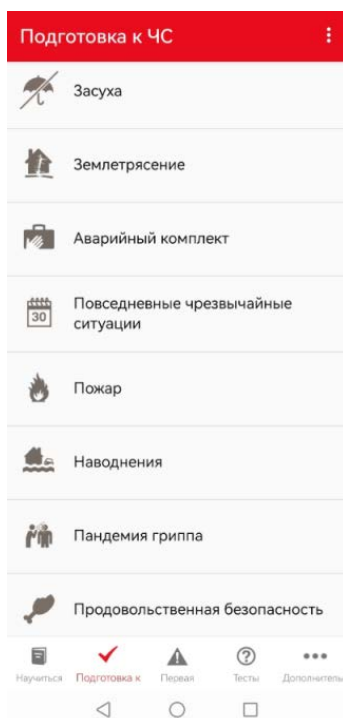 Подготовка к ЧС
Засуха
Землетрясение
Аварийный комплект
Повседневные чрезвычайные
ситуации
30
Пожар
Наводнения
Пандемия гриппа
Продовольственная безопасность
Научиться Подготовка к Первая Тесты Дополнитель